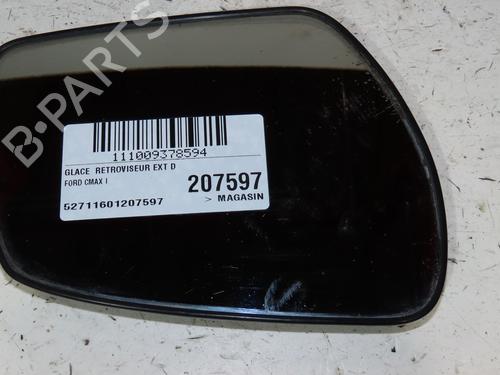 B-PARTS
111009378594
GLACE RETROVISEUR EXT D
FORD CMAX I
207597
52711601207597
> MAGASIN